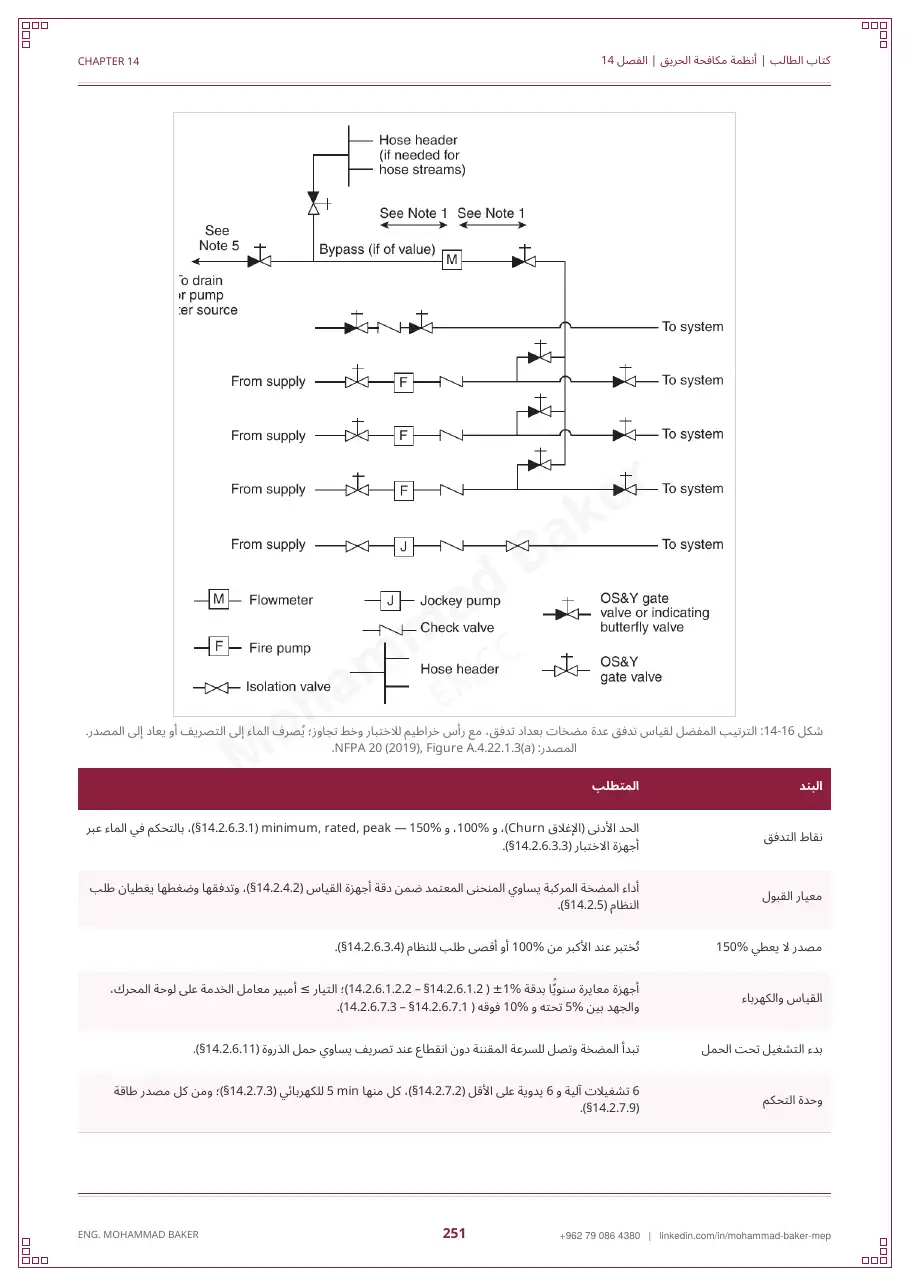 CHAPTER 14
كتاب الطالب | أنظمة مكافحة الحريق | الفصل 14
Hose header
(if needed for
hose streams)
See Note 1 See Note 1
See
Note 5
Bypass (if of value)
M
To drain
or pump
ter source
To system
From supply F To system
From supply F To system
From supply F To system
From supply J To system
M Flowmeter
F Fire pump
Isolation valve
J Jockey pump
Check valve
Hose header
OS&Y gate
valve or indicating
butterfly valve
OS&Y
gate valve
Mohammad Baker
شكل 16-14: الترتيب المفضل لقياس تدفق عدة مضخات بعداد تدفق، مع رأس خراطيم للاختبار وخط تجاوز؛ يُصرف الماء إلى التصريف أو يعاد إلى المصدر.
المصدر: NFPA 20 (2019), Figure A.4.22.1.3(a).
البند المتطلب
نقاط التدفق
الحد الأدنى (الإغلاق Churn)، و 100%، و 150% — minimum, rated, peak (§14.2.6.3.1)، بالتحكم في الماء عبر
أجهزة الاختبار (§14.2.6.3.3).
معيار القبول
أداء المضخة المركبة يساوي المنحنى المعتمد ضمن دقة أجهزة القياس (§14.2.4.2)، وتدفقها وضغطها يغطيان طلب
النظام (§14.2.5).
مصدر لا يعطي 150%
تُختبر عند الأكبر من 100% أو أقصى طلب للنظام (§14.2.6.3.4).
القياس والكهرباء
أجهزة معايرة سنويًّا بدقة ±1% (§14.2.6.1.2 – 14.2.6.1.2.2)؛ التيار ≤ أمبير معامل الخدمة على لوحة المحرك،
والجهد بين 5% تحته و 10% فوقه (§14.2.6.7.1 – 14.2.6.7.3).
بدء التشغيل تحت الحمل
تبدأ المضخة وتصل للسرعة المقننة دون انقطاع عند تصريف يساوي حمل الذروة (§14.2.6.11).
وحدة التحكم
6 تشغيلات آلية و 6 يدوية على الأقل (§14.2.7.2)، كل منها 5 min للكهربائي (§14.2.7.3)؛ ومن كل مصدر طاقة
(§14.2.7.9).
ENG. MOHAMMAD BAKER
251
+962 79 086 4380 | linkedin.com/in/mohammad-baker-mep